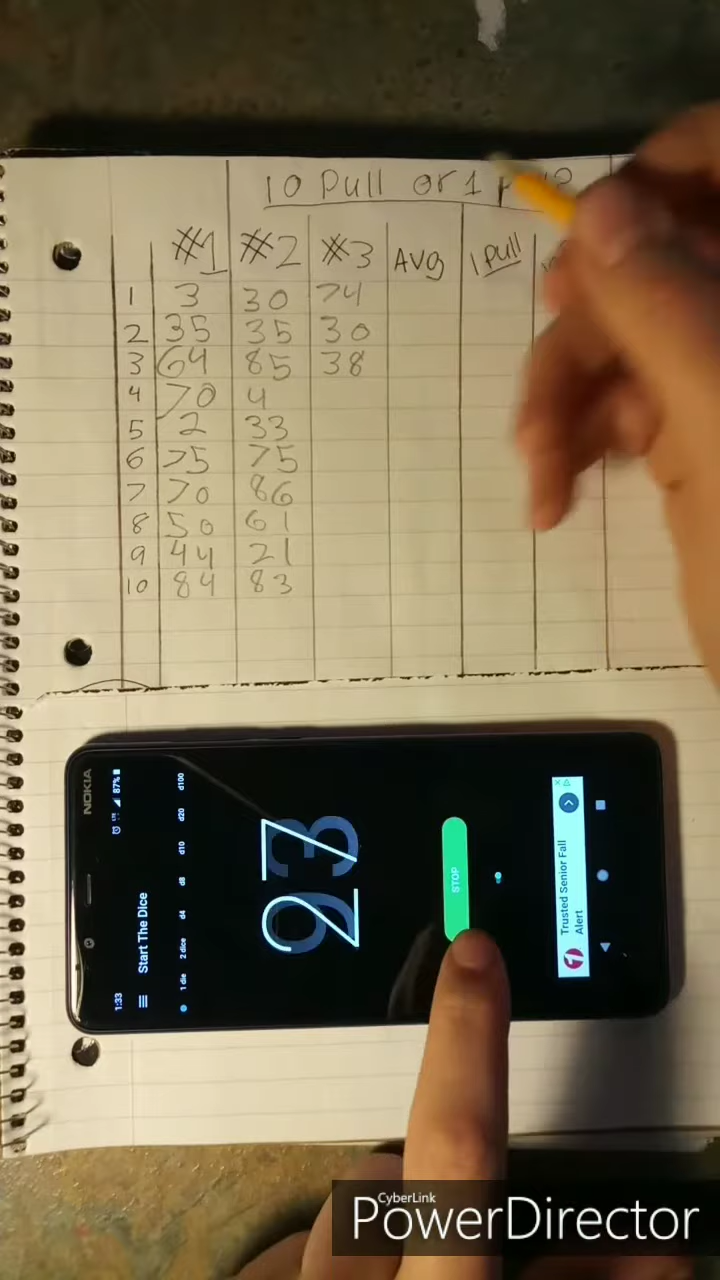 10 Pull or 1
#1 #2 #3 Avg 1 Pull
1 3 30 74
2 35 35 30
3 64 85 38
4 70 4
5 2 33
6 75 75
7 70 86
8 50 61
9 44 21
10 84 83
NOKIA
1:33 87%
Start The Dice
1 die 2 dice d4 d8 d10 d20 d100
STOP
Trusted Senior Fall
Alert
CyberLink
PowerDirector